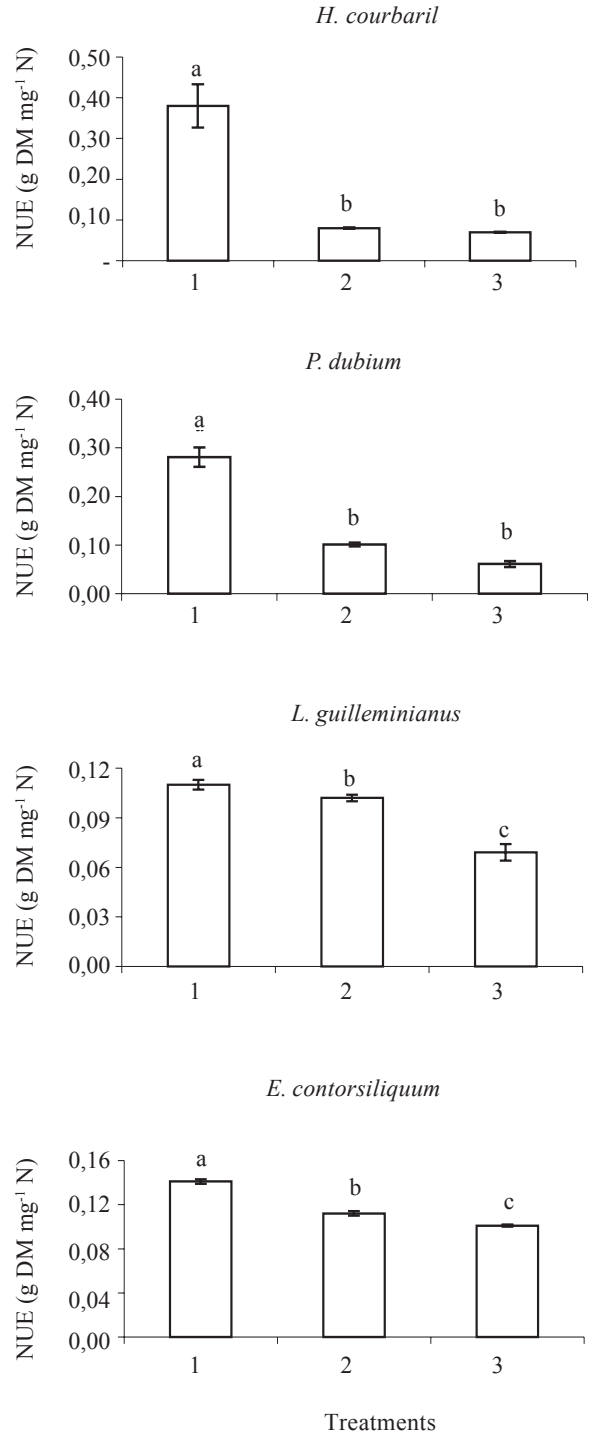 H. courbaril
NUE (g DM mg⁻¹ N)
0,50
0,40
0,30
0,20
0,10
-
a
b
b
1 2 3
P. dubium
NUE (g DM mg⁻¹ N)
0,40
0,30
0,20
0,10
0,00
a
b
b
1 2 3
L. guilleminianus
NUE (g DM mg⁻¹ N)
0,12
0,09
0,06
0,03
0,00
a
b
c
1 2 3
E. contorsiliquum
NUE (g DM mg⁻¹ N)
0,16
0,12
0,08
0,04
0,00
a
b
c
1 2 3
Treatments